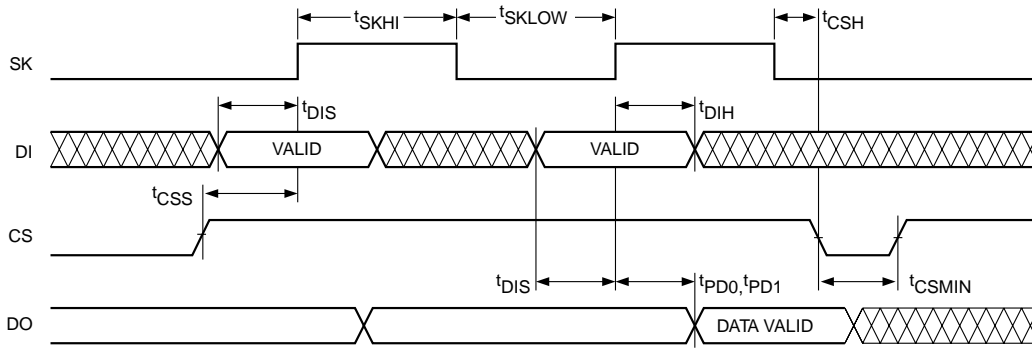 tSKHI tSKLOW tCSH
SK
tDIS tDIH
DI VALID VALID
tCSS
CS
tDIS tPD0,tPD1 tCSMIN
DO DATA VALID